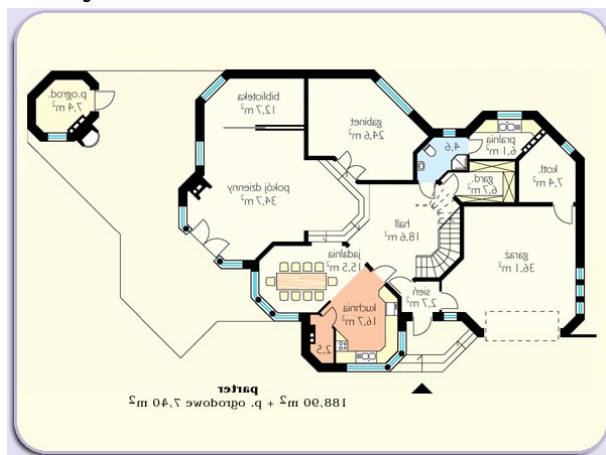 p.ogrod.
7,4 m²
biblioteka
12,7 m²
gabinet
24,6 m²
4,6
pralnia
6,1 m²
kotł.
7,4 m²
gard.
6,7 m²
pokój dzienny
34,7 m²
hall
18,6 m²
garaż
36,1 m²
jadalnia
15,5 m²
sień
2,7 m²
kuchnia
16,7 m²
2,5
parter
188,90 m² + p. ogrodowe 7,40 m²